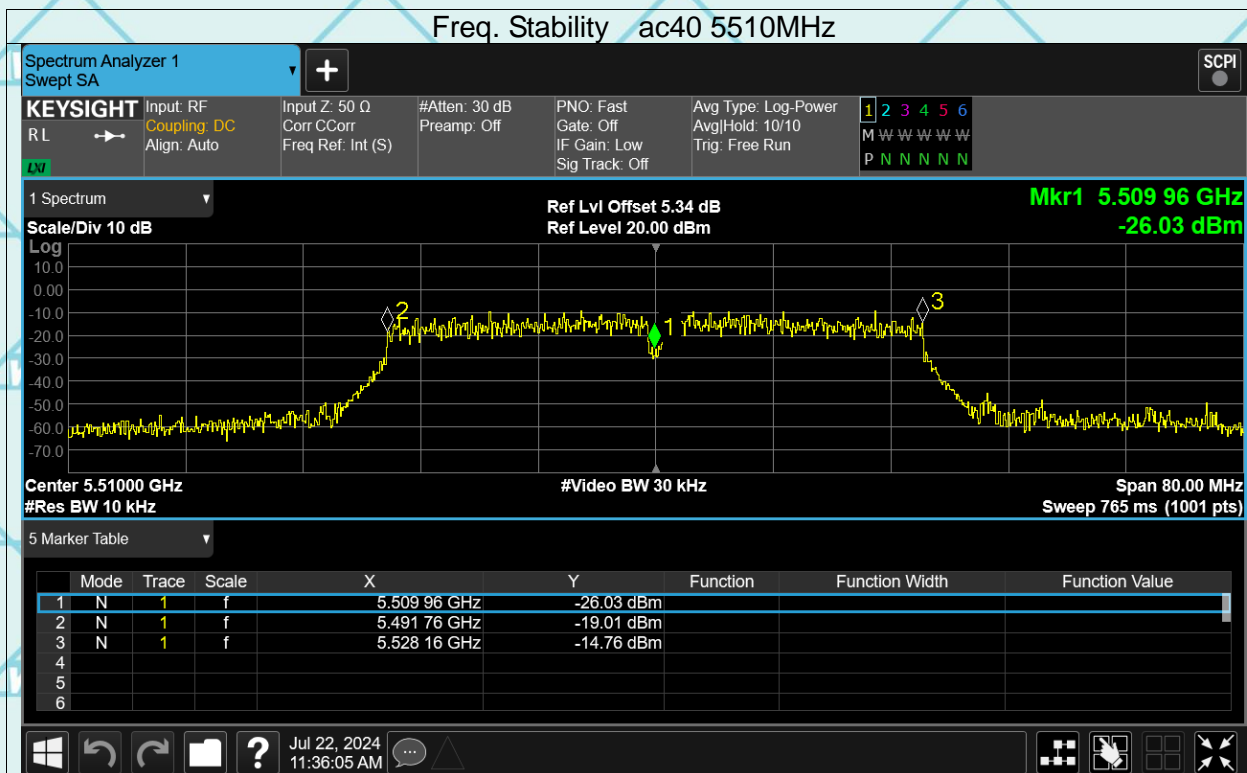 Freq. Stability ac40 5510MHz
Spectrum Analyzer 1
Swept SA
SCPI
KEYSIGHT
R L
LXI
Input: RF
Coupling: DC
Align: Auto
Input Z: 50 Ω
Corr CCorr
Freq Ref: Int (S)
#Atten: 30 dB
Preamp: Off
PNO: Fast
Gate: Off
IF Gain: Low
Sig Track: Off
Avg Type: Log-Power
Avg|Hold: 10/10
Trig: Free Run
1 2 3 4 5 6
M W W W W W
P N N N N N
1 Spectrum
Scale/Div 10 dB
Ref Lvl Offset 5.34 dB
Ref Level 20.00 dBm
Mkr1 5.509 96 GHz
-26.03 dBm
Log
10.0
0.00
-10.0
-20.0
-30.0
-40.0
-50.0
-60.0
-70.0
2
1
3
Center 5.51000 GHz
#Res BW 10 kHz
#Video BW 30 kHz
Span 80.00 MHz
Sweep 765 ms (1001 pts)
5 Marker Table
Mode Trace Scale X Y Function Function Width Function Value
1 N 1 f 5.509 96 GHz -26.03 dBm
2 N 1 f 5.491 76 GHz -19.01 dBm
3 N 1 f 5.528 16 GHz -14.76 dBm
4
5
6
?
Jul 22, 2024
11:36:05 AM